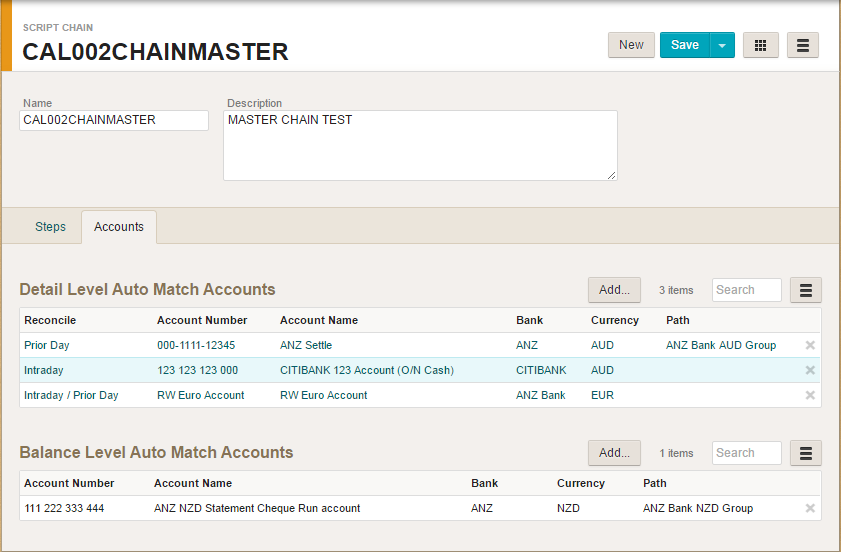 SCRIPT CHAIN
CAL002CHAINMASTER
New Save
Name Description
CAL002CHAINMASTER MASTER CHAIN TEST
Steps Accounts
Detail Level Auto Match Accounts Add... 3 items Search
Reconcile Account Number Account Name Bank Currency Path
Prior Day 000-1111-12345 ANZ Settle ANZ AUD ANZ Bank AUD Group
Intraday 123 123 123 000 CITIBANK 123 Account (O/N Cash) CITIBANK AUD
Intraday / Prior Day RW Euro Account RW Euro Account ANZ Bank EUR
Balance Level Auto Match Accounts Add... 1 items Search
Account Number Account Name Bank Currency Path
111 222 333 444 ANZ NZD Statement Cheque Run account ANZ NZD ANZ Bank NZD Group